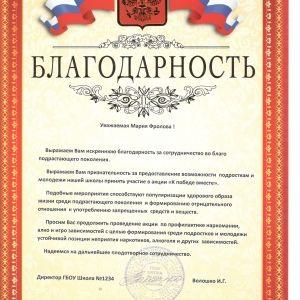 БЛАГОДАРНОСТЬ
Уважаемая Мария Фролова !
Выражаем Вам искреннюю благодарность за сотрудничество во благо
подрастающего поколения.
Выражаем Вам признательность за предоставление возможности подросткам и
молодежи нашей школы принять участие в акции «К победе вместе».
Подобные мероприятия способствуют популяризации здорового образа
жизни среди подрастающего поколения и формированию отрицательного
отношения к употреблению запрещенных средств и веществ.
Просим Вас продолжить проведение акции по профилактике наркомании,
алко и игро зависимостей с целью формирования среди подростков и молодежи
устойчивой позиции неприятия наркотиков, алкоголя и других зависимостей.
Надеемся на дальнейшее плодотворное сотрудничество.
Директор ГБОУ Школа №1234
Волошко И.Г.